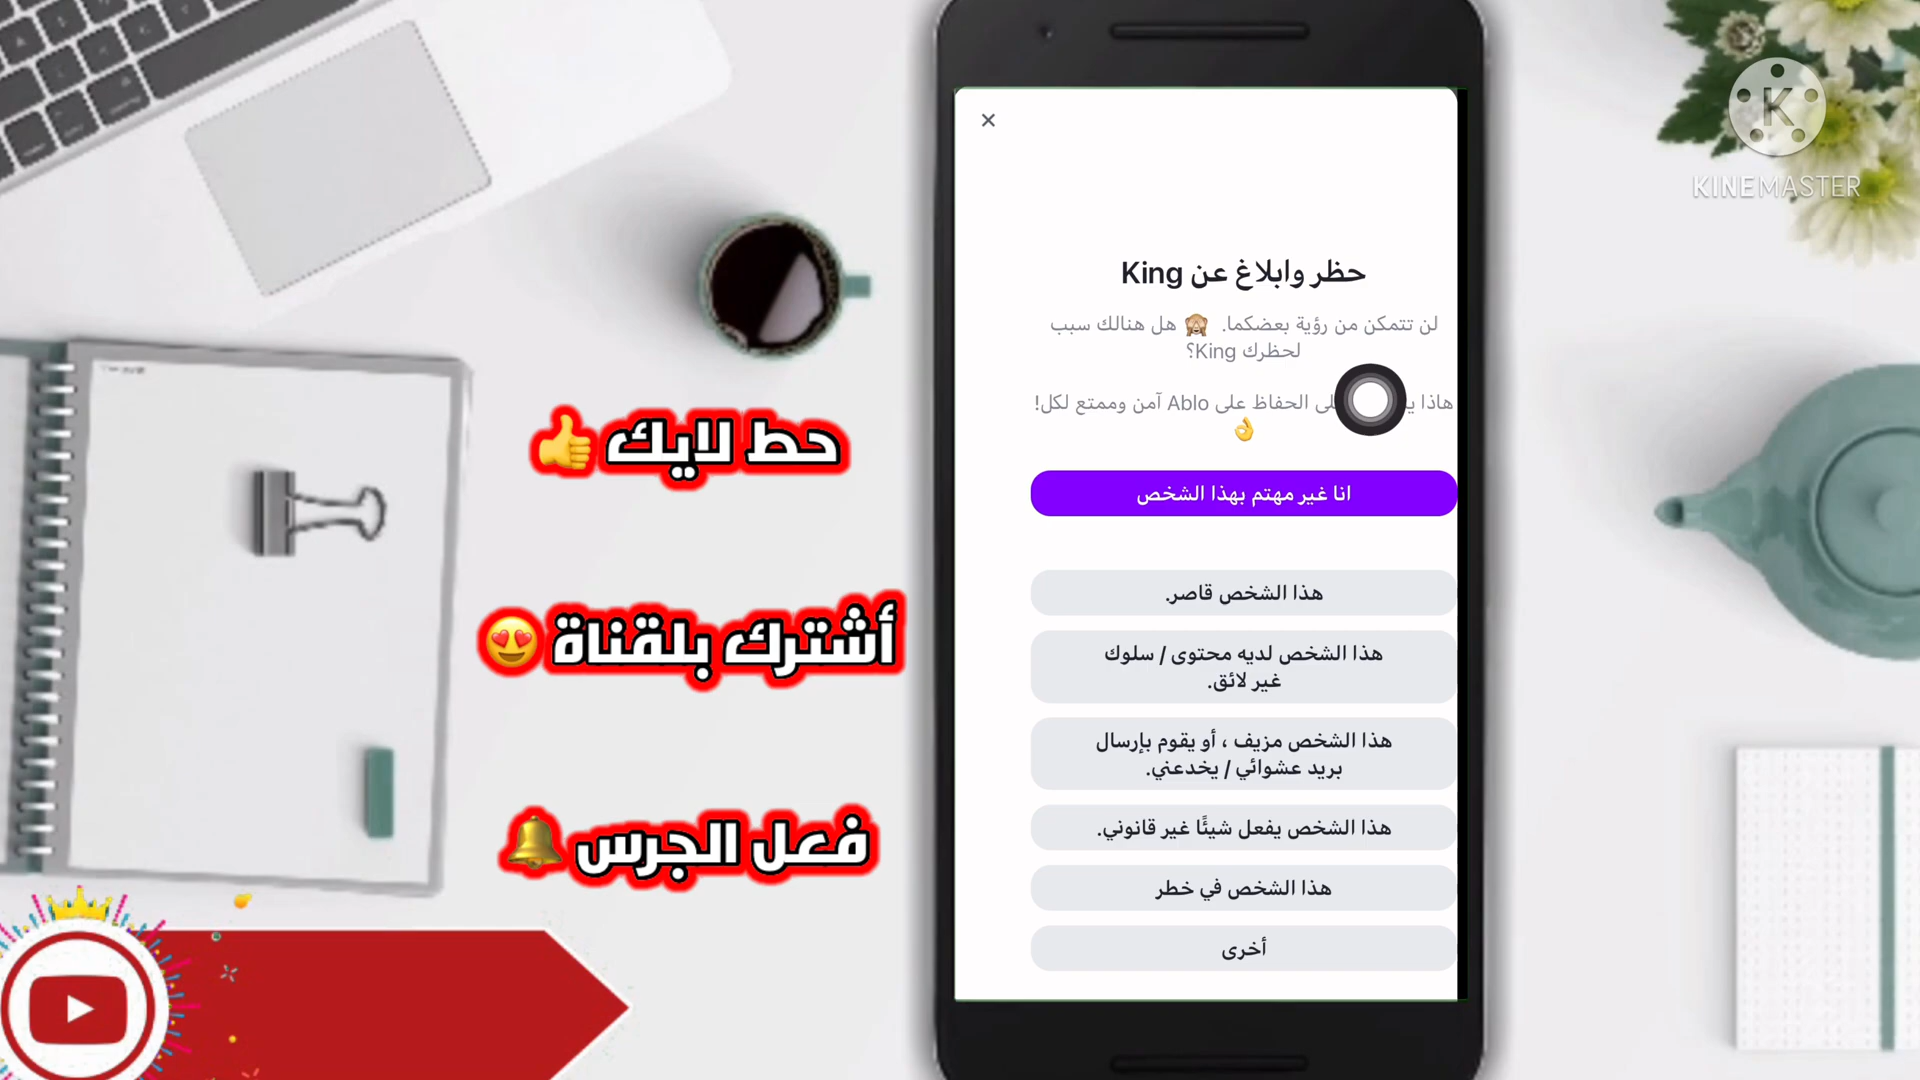 حظر وابلاغ عن King
لن تتمكن من رؤية بعضكما. 🙈 هل هنالك سبب
لحظرك King؟
هاذا لى الحفاظ على Ablo آمن وممتع لكل!
👌
انا غير مهتم بهذا الشخص
هذا الشخص قاصر.
هذا الشخص لديه محتوى / سلوك
غير لائق.
هذا الشخص مزيف ، أو يقوم بإرسال
بريد عشوائي / يخدعني.
هذا الشخص يفعل شيئًا غير قانوني.
هذا الشخص في خطر
أخرى
حط لايك👍
أشترك بلقناة😍
فعل الجرس🔔
K
KINEMASTER